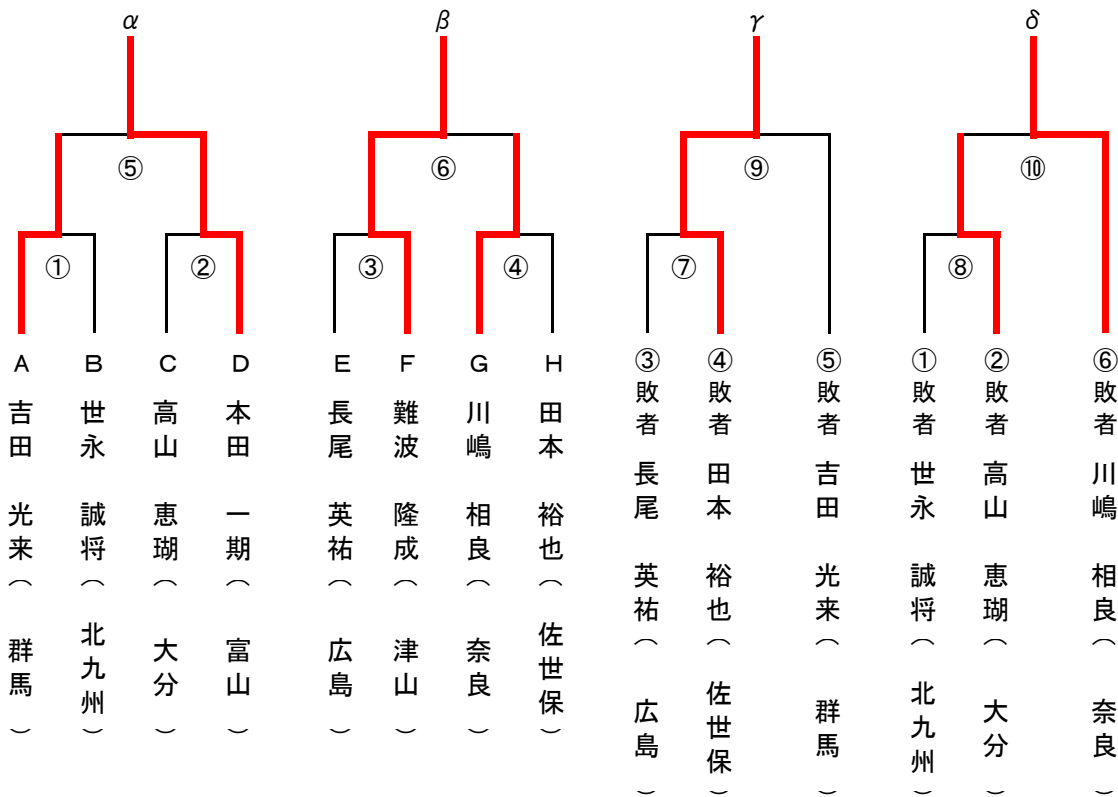 α
β
γ
δ
⑤
⑥
⑨
⑩
①
②
③
④
⑦
⑧
A
B
C
D
E
F
G
H
③敗者
④敗者
⑤敗者
①敗者
②敗者
⑥敗者
吉田 光来(群馬)
世永 誠将(北九州)
高山 恵瑚(大分)
本田 一期(富山)
長尾 英祐(広島)
難波 隆成(津山)
川嶋 相良(奈良)
田本 裕也(佐世保)
長尾 英祐(広島)
田本 裕也(佐世保)
吉田 光来(群馬)
世永 誠将(北九州)
高山 恵瑚(大分)
川嶋 相良(奈良)